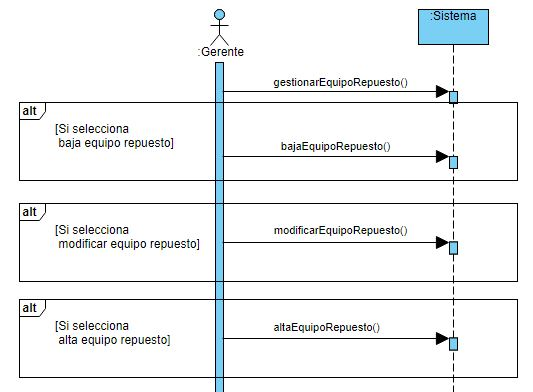 :Sistema
:Gerente
gestionarEquipoRepuesto()
alt
[Si selecciona
baja equipo repuesto]
bajaEquipoRepuesto()
alt
[Si selecciona
modificar equipo repuesto]
modificarEquipoRepuesto()
alt
[Si selecciona
alta equipo repuesto]
altaEquipoRepuesto()